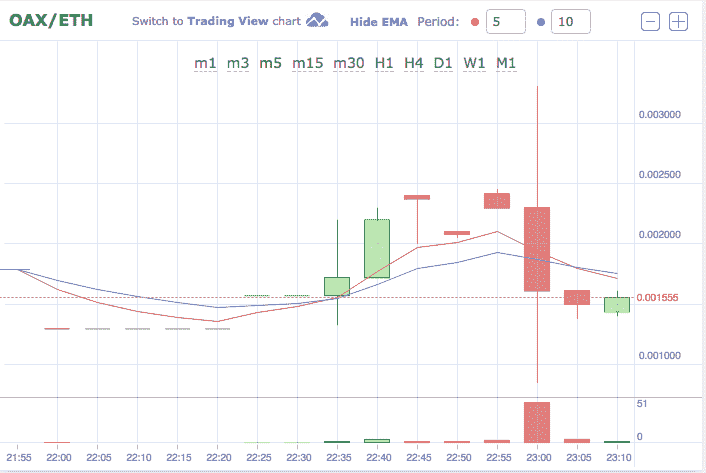 OAX/ETH Switch to Trading View chart Hide EMA Period: 5 10
m1 m3 m5 m15 m30 H1 H4 D1 W1 M1
0.003000
0.002500
0.002000
0.001555
0.001000
51
0
21:55 22:00 22:05 22:10 22:15 22:20 22:25 22:30 22:35 22:40 22:45 22:50 22:55 23:00 23:05 23:10